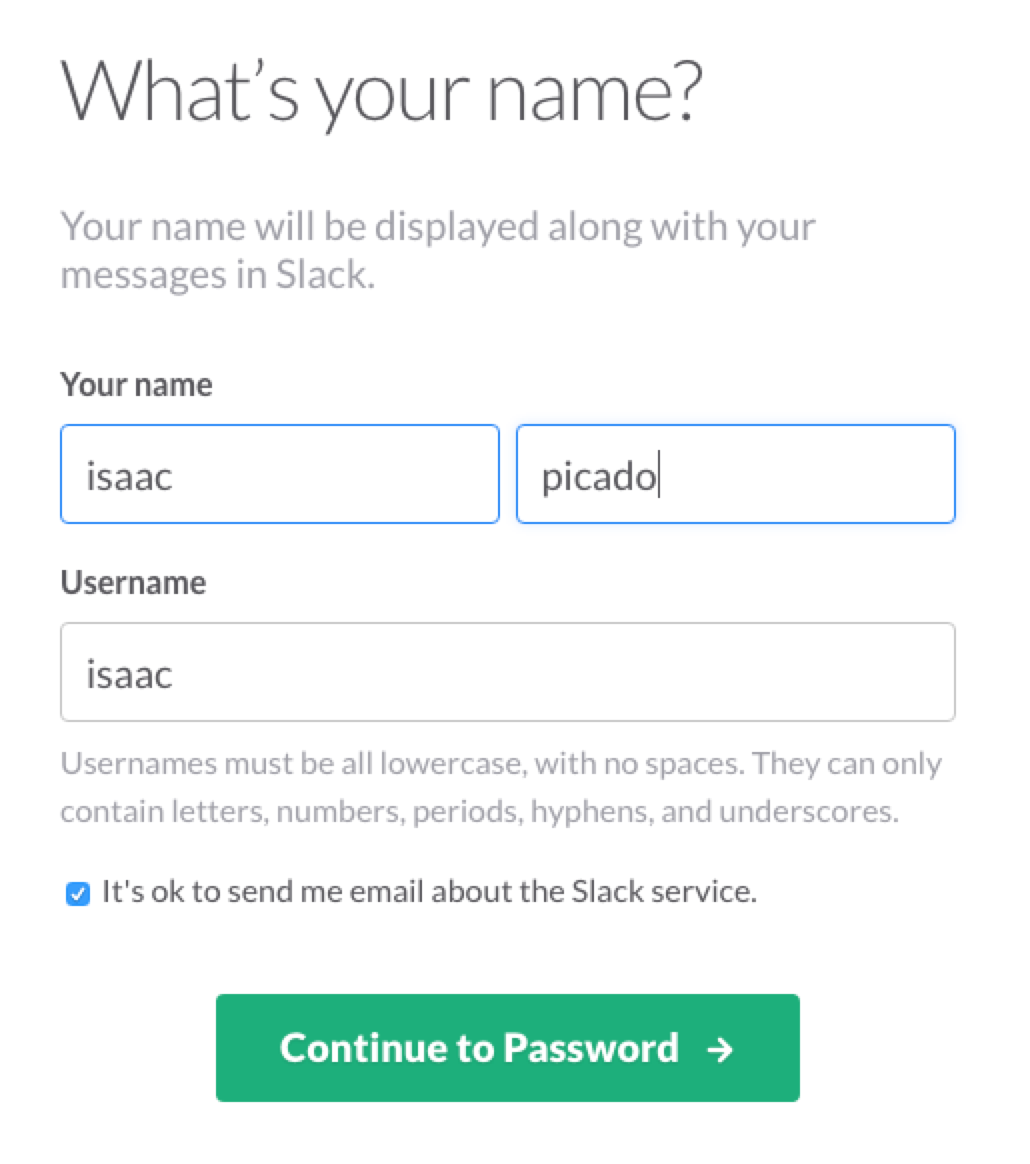 What’s your name?
Your name will be displayed along with your
messages in Slack.
Your name
isaac picado
Username
isaac
Usernames must be all lowercase, with no spaces. They can only
contain letters, numbers, periods, hyphens, and underscores.
It's ok to send me email about the Slack service.
Continue to Password →